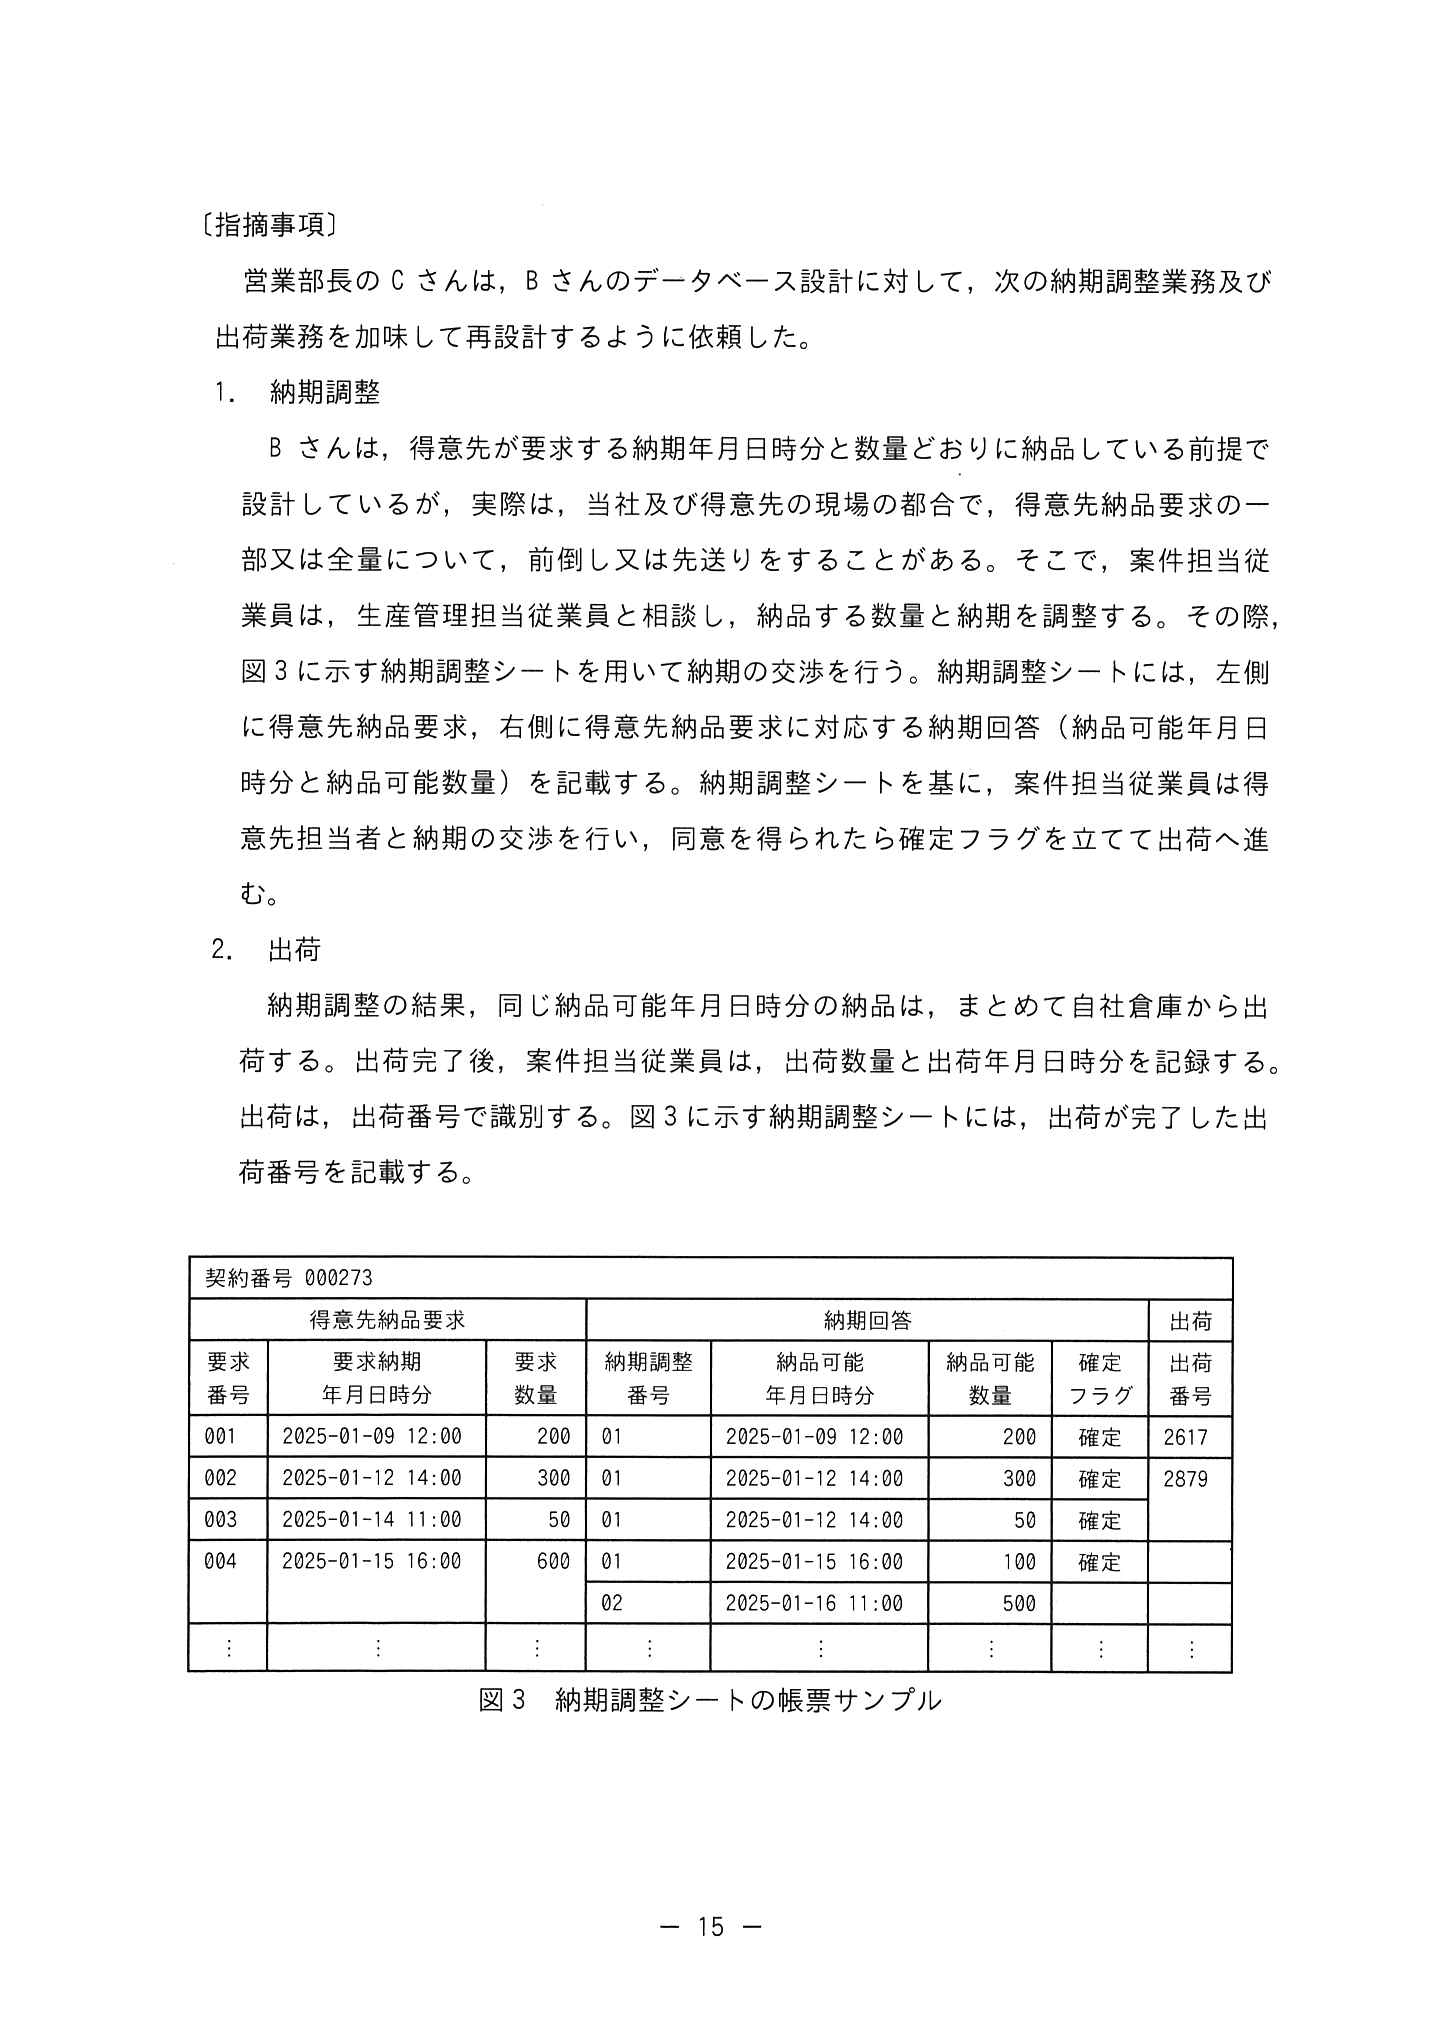 〔指摘事項〕
営業部長の C さんは，B さんのデータベース設計に対して，次の納期調整業務及び
出荷業務を加味して再設計するように依頼した。
1． 納期調整
B さんは，得意先が要求する納期年月日時分と数量どおりに納品している前提で
設計しているが，実際は，当社及び得意先の現場の都合で，得意先納品要求の一
部又は全量について，前倒し又は先送りをすることがある。そこで，案件担当従
業員は，生産管理担当従業員と相談し，納品する数量と納期を調整する。その際，
図 3 に示す納期調整シートを用いて納期の交渉を行う。納期調整シートには，左側
に得意先納品要求，右側に得意先納品要求に対応する納期回答（納品可能年月日
時分と納品可能数量）を記載する。納期調整シートを基に，案件担当従業員は得
意先担当者と納期の交渉を行い，同意を得られたら確定フラグを立てて出荷へ進
む。
2． 出荷
納期調整の結果，同じ納品可能年月日時分の納品は，まとめて自社倉庫から出
荷する。出荷完了後，案件担当従業員は，出荷数量と出荷年月日時分を記録する。
出荷は，出荷番号で識別する。図 3 に示す納期調整シートには，出荷が完了した出
荷番号を記載する。
契約番号 000273
得意先納品要求 納期回答 出荷
要求 要求納期 要求 納期調整 納品可能 納品可能 確定 出荷
番号 年月日時分 数量 番号 年月日時分 数量 フラグ 番号
001 2025-01-09 12:00 200 01 2025-01-09 12:00 200 確定 2617
002 2025-01-12 14:00 300 01 2025-01-12 14:00 300 確定 2879
003 2025-01-14 11:00 50 01 2025-01-12 14:00 50 確定
004 2025-01-15 16:00 600 01 2025-01-15 16:00 100 確定
02 2025-01-16 11:00 500
⋮ ⋮ ⋮ ⋮ ⋮ ⋮ ⋮ ⋮
図 3 納期調整シートの帳票サンプル
－ 15 －